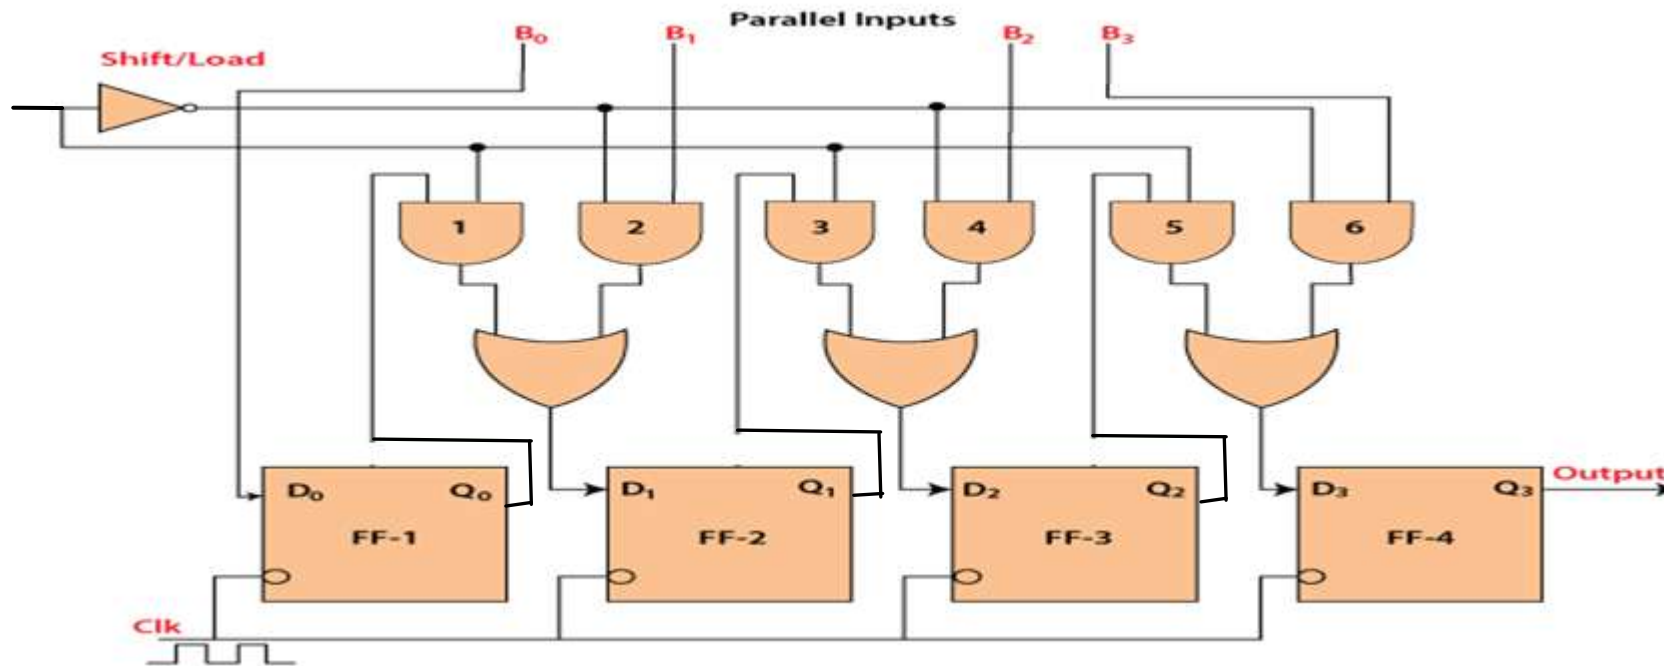 Parallel Inputs
B₀ B₁ B₂ B₃
Shift/Load
1 2 3 4 5 6
D₀ Q₀ D₁ Q₁ D₂ Q₂ D₃ Q₃ Output
FF-1 FF-2 FF-3 FF-4
Clk